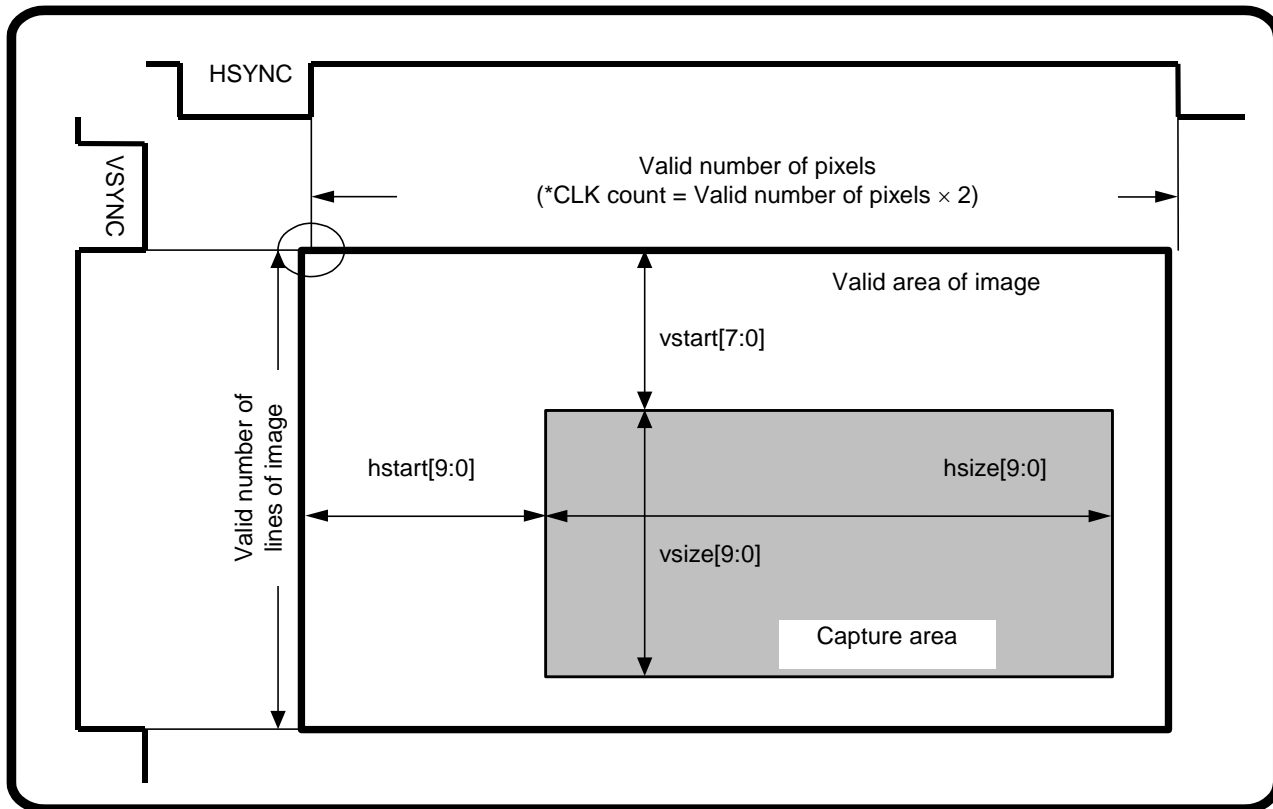 HSYNC
VSYNC
Valid number of pixels
(*CLK count = Valid number of pixels × 2)
Valid area of image
vstart[7:0]
Valid number of
lines of image
hstart[9:0]
hsize[9:0]
vsize[9:0]
Capture area